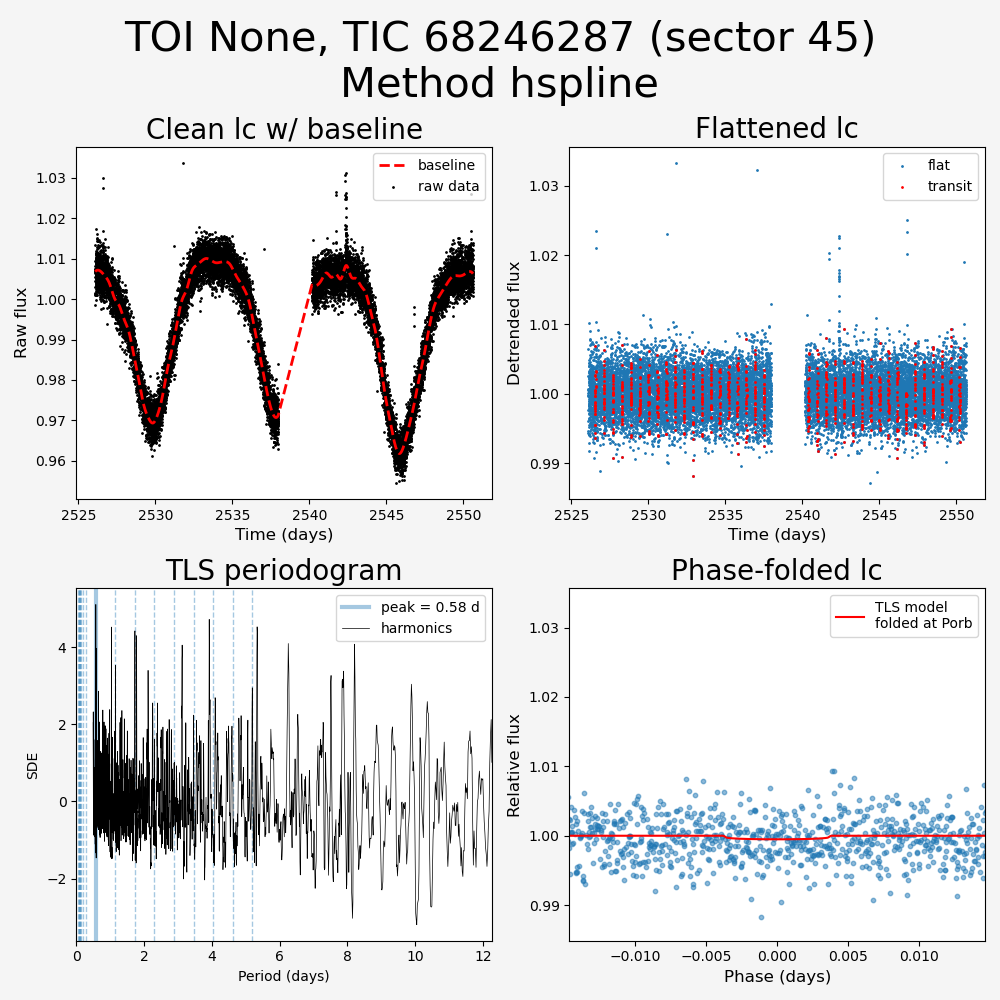 TOI None, TIC 68246287 (sector 45)
Method hspline
Clean lc w/ baseline
Flattened lc
baseline
raw data
flat
transit
1.03
1.02
1.01
1.00
0.99
0.98
0.97
0.96
Raw flux
2525
2530
2535
2540
2545
2550
Time (days)
1.03
1.02
1.01
1.00
0.99
Detrended flux
2525
2530
2535
2540
2545
2550
Time (days)
TLS periodogram
Phase-folded lc
peak = 0.58 d
harmonics
TLS model
folded at Porb
4
2
0
−2
SDE
0
2
4
6
8
10
12
Period (days)
1.03
1.02
1.01
1.00
0.99
Relative flux
−0.010
−0.005
0.000
0.005
0.010
Phase (days)